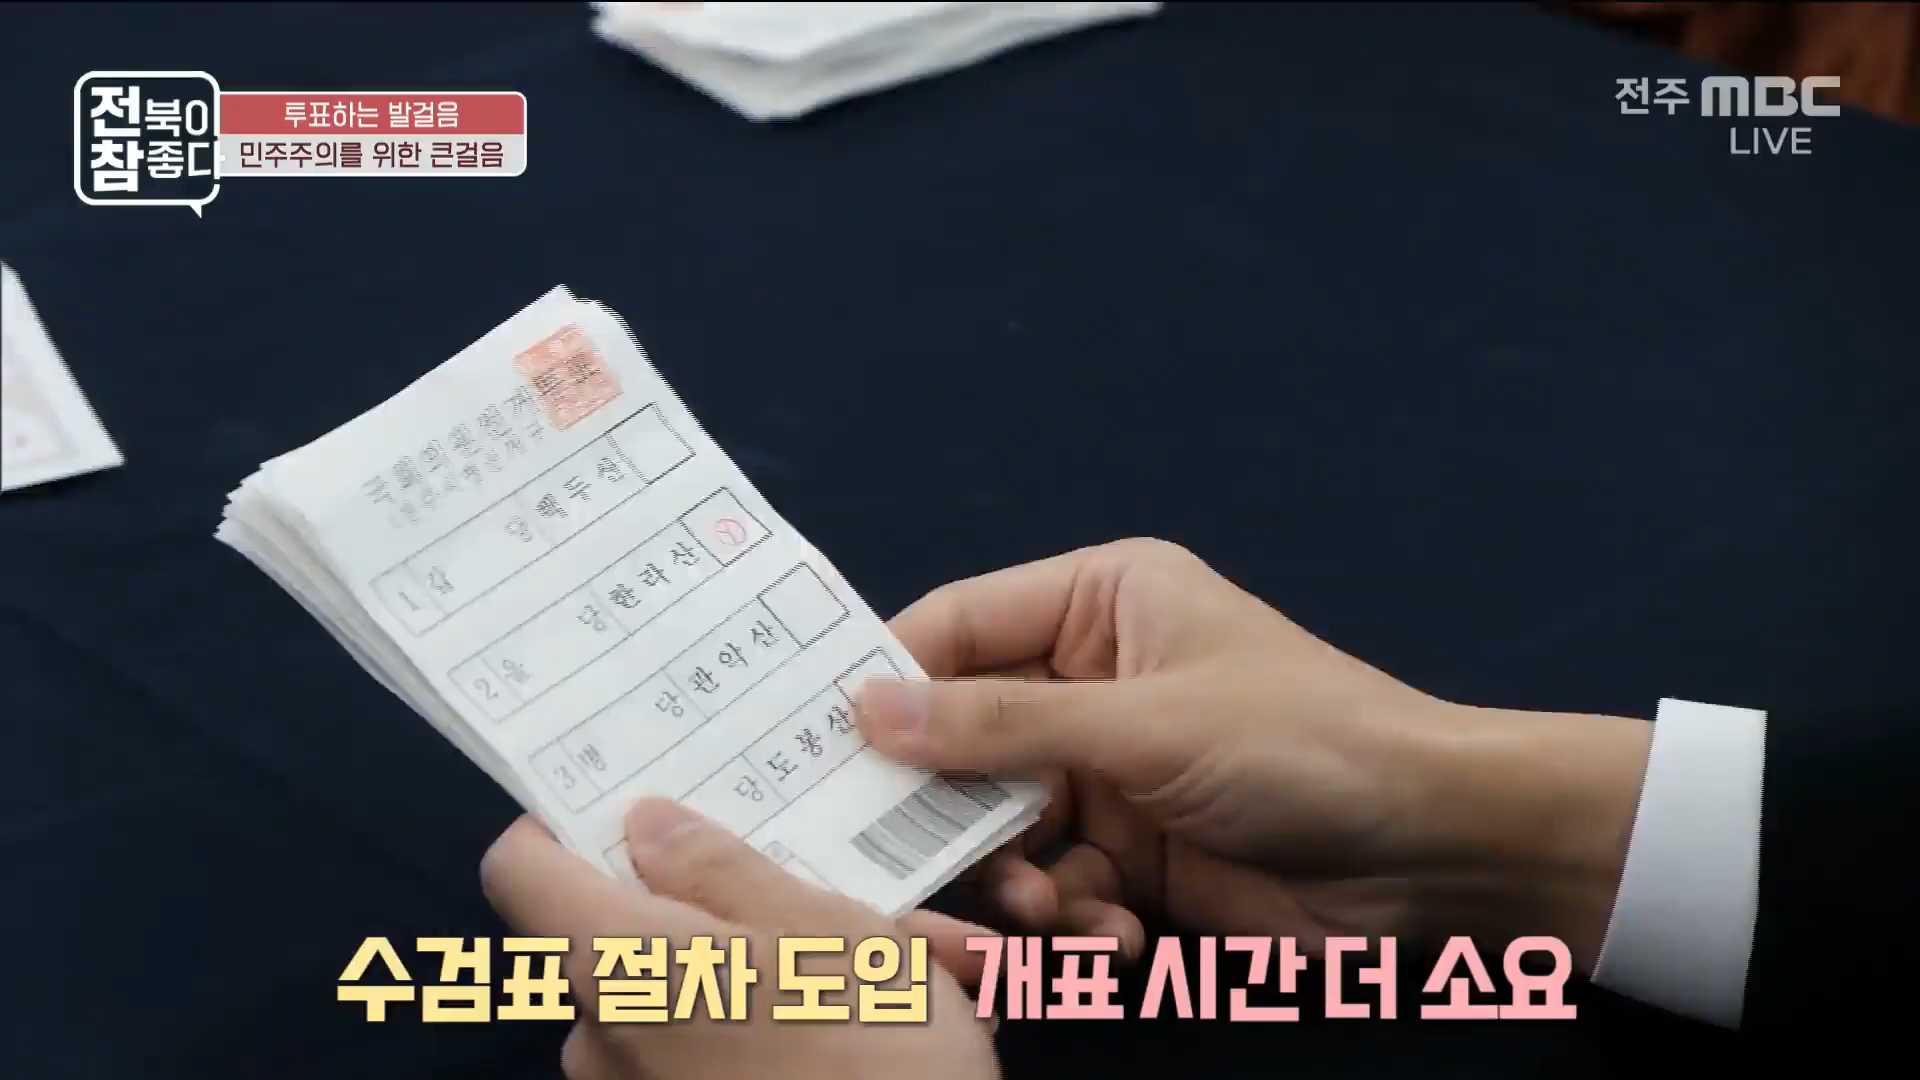 전북이
참좋다
투표하는 발걸음
민주주의를 위한 큰걸음
전주 MBC
LIVE
국회의원선거투표
1 갑 당 백두산
2 을 당 한라산
3 병 당 관악산
당 도봉산
수검표 절차 도입 개표 시간 더 소요